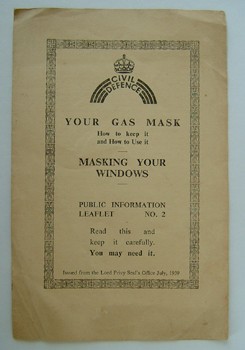 CIVIL
DEFENCE
YOUR GAS MASK
How to keep it
and How to Use it
MASKING YOUR
WINDOWS
PUBLIC INFORMATION
LEAFLET NO. 2
Read this and
keep it carefully.
You may need it.
Issued from the Lord Privy Seal's Office July, 1939